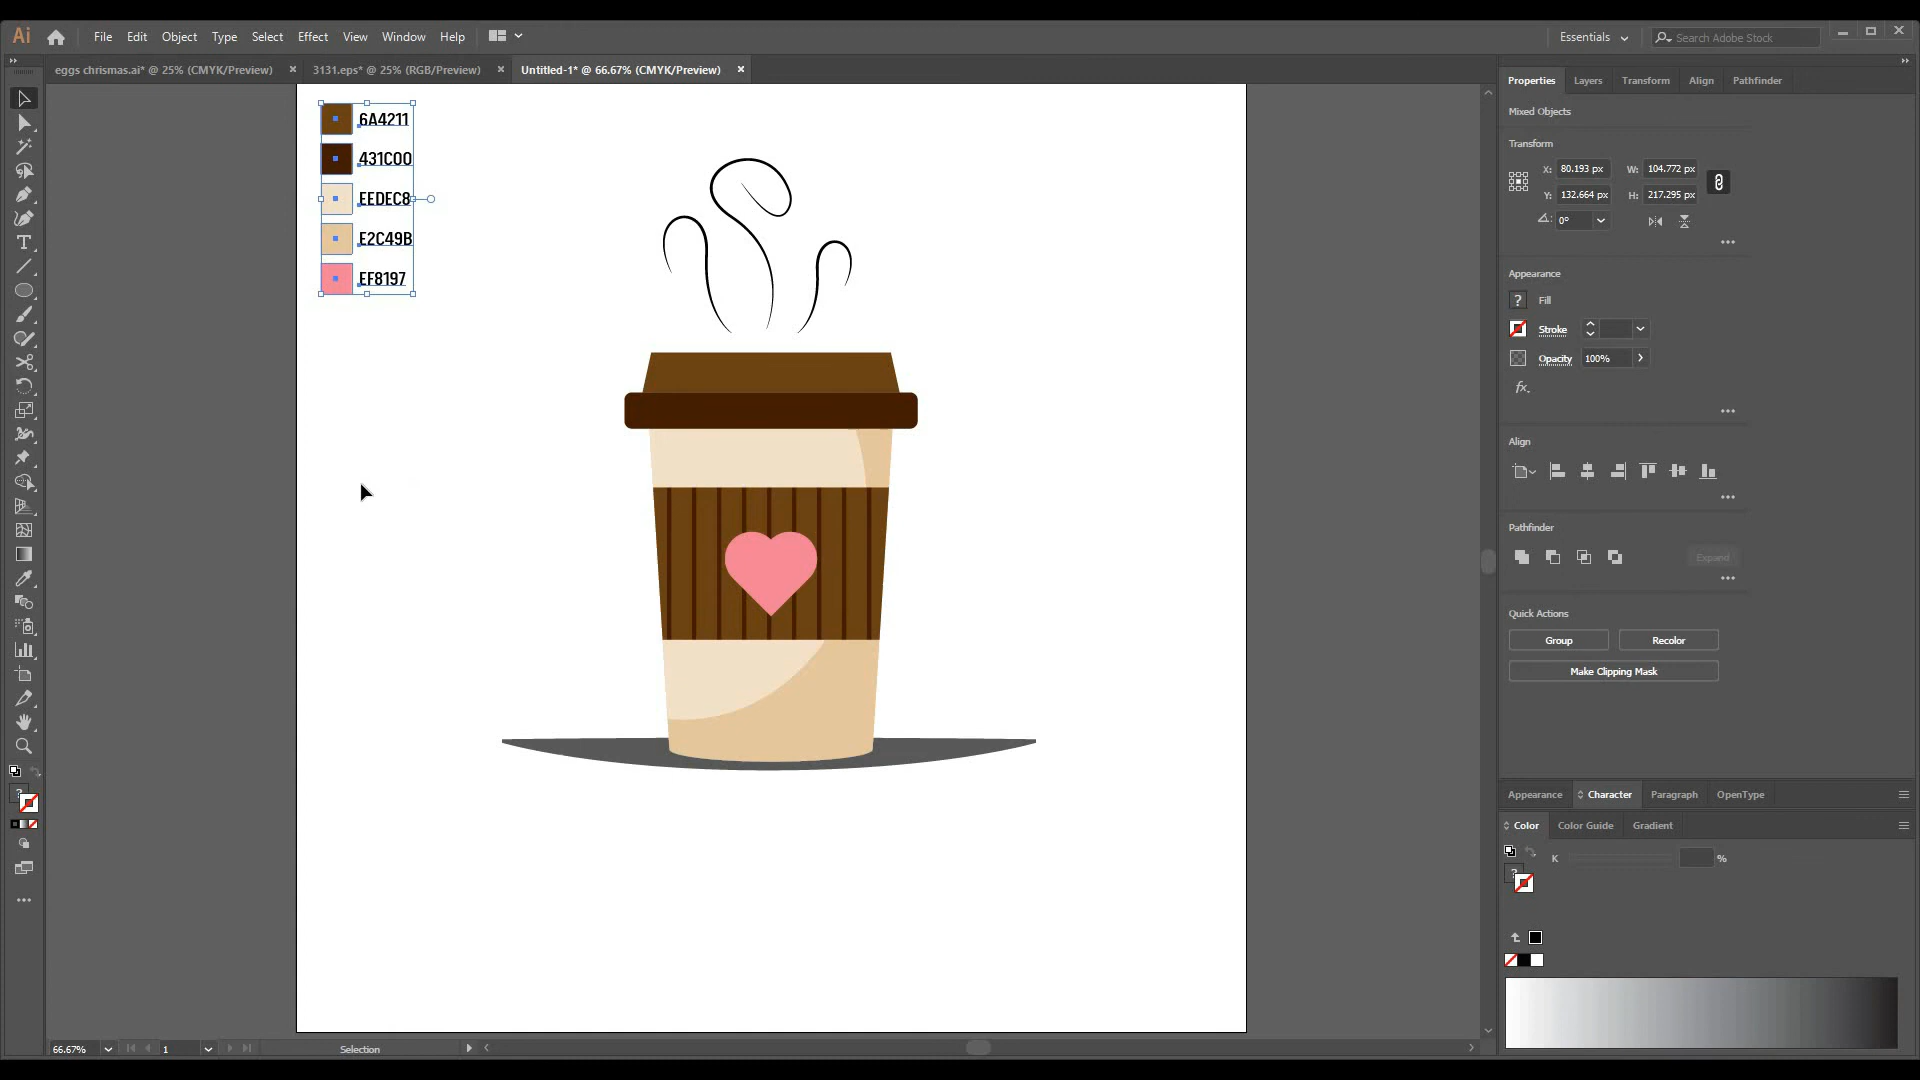 Ai File Edit Object Type Select Effect View Window Help Essentials Search Adobe Stock
eggs chrismas.ai* @ 25% (CMYK/Preview) × 3131.eps* @ 25% (RGB/Preview) × Untitled-1* @ 66.67% (CMYK/Preview) ×
Properties Layers Transform Align Pathfinder
Mixed Objects
6A4211
431C00
EEDEC8
E2C49B
EF8197
Transform
X: 80.193 px W: 104.772 px
Y: 132.664 px H: 217.295 px
0°
Appearance
? Fill
Stroke
Opacity 100%
fx.
Align
Pathfinder
Expand
Quick Actions
Group Recolor
Make Clipping Mask
Appearance Character Paragraph OpenType
Color Color Guide Gradient
K %
?
?
66.67% 1 Selection